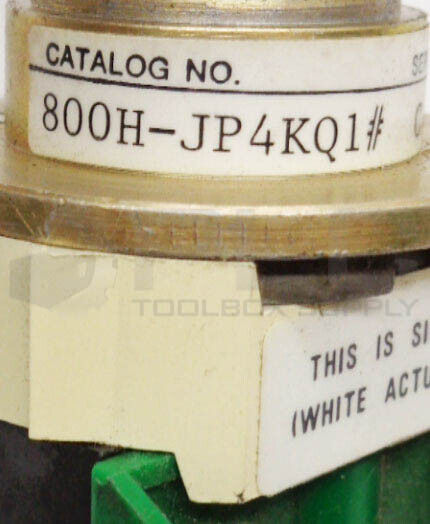 CATALOG NO.
800H-JP4KQ1#
TOOLBOX SUPPLY
THIS IS
(WHITE